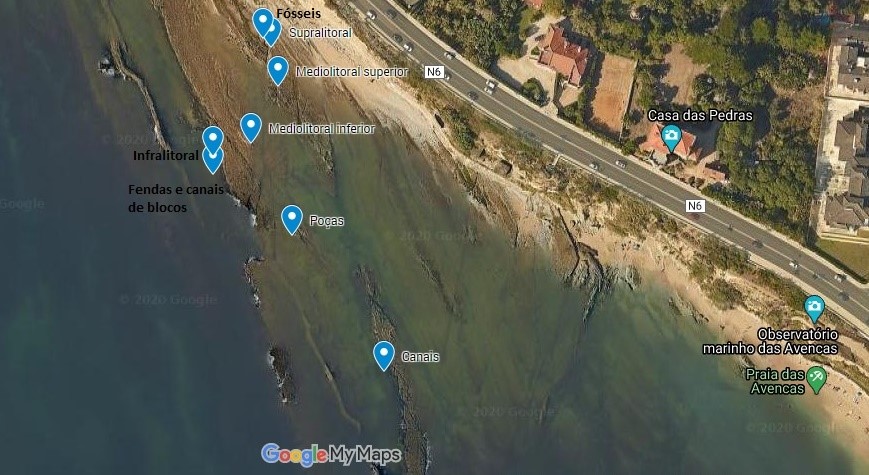 Fósseis
Supralitoral
Mediolitoral superior
N6
Casa das Pedras
Mediolitoral inferior
© 2020 Google
Infralitoral
Fendas e canais
de blocos
Google
N6
Poças
© 2020 Google
© 2020 Google
Observatório
marinho das Avencas
Canais
Praia das
Avencas
© 2020 Google
© 2020 Google
Google My Maps